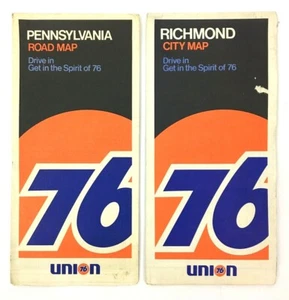 PENNSYLVANIA
ROAD MAP
Drive in
Get in the Spirit of 76
76
union 76
RICHMOND
CITY MAP
Drive in
Get in the Spirit of 76
76
union 76